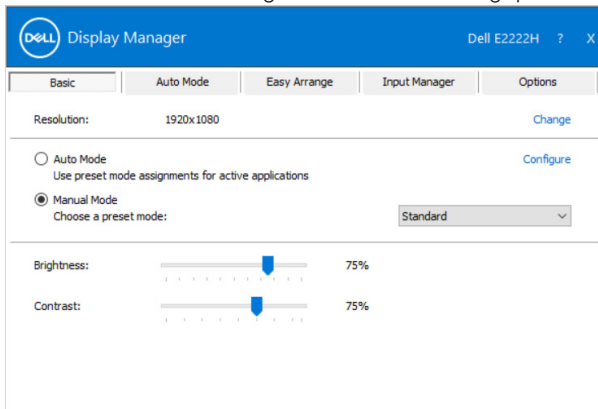 DELL Display Manager Dell E2222H ? X
Basic Auto Mode Easy Arrange Input Manager Options
Resolution: 1920x1080 Change
Auto Mode Configure
Use preset mode assignments for active applications
Manual Mode
Choose a preset mode: Standard
Brightness: 75%
Contrast: 75%